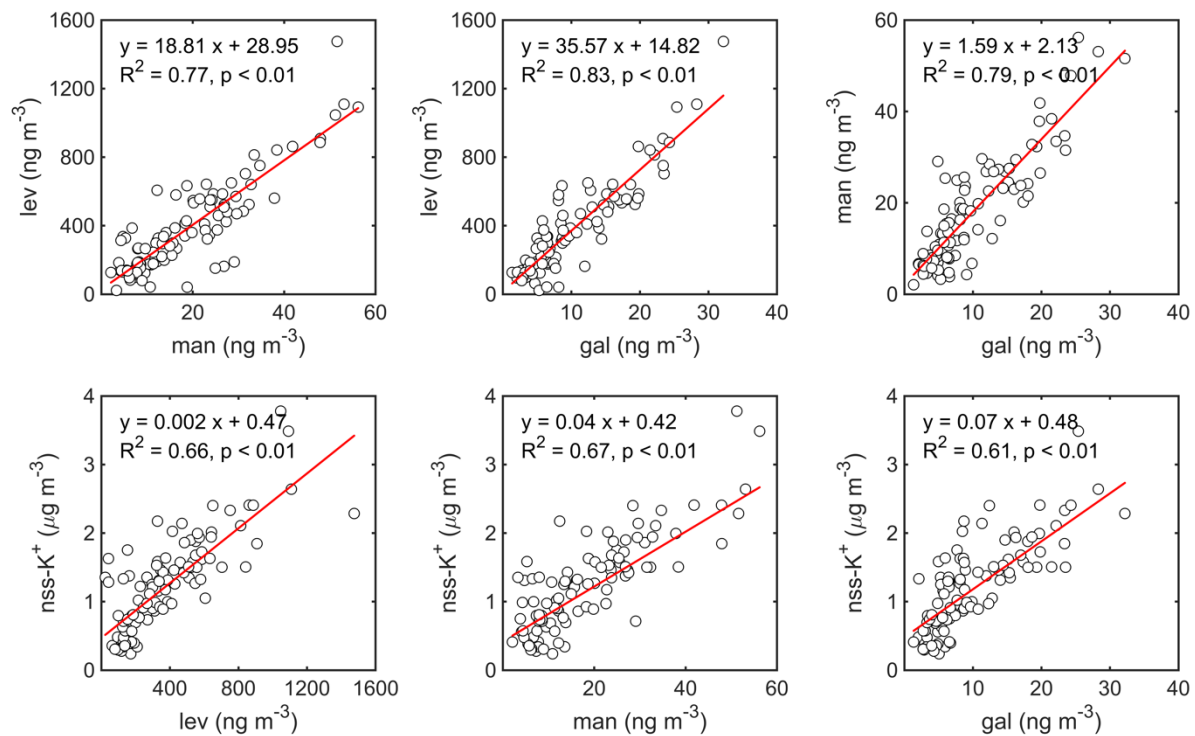 y = 18.81 x + 28.95
R² = 0.77, p < 0.01
1600
1200
800
400
0
lev (ng m⁻³)
20
40
60
man (ng m⁻³)
y = 35.57 x + 14.82
R² = 0.83, p < 0.01
1600
1200
800
400
0
lev (ng m⁻³)
10
20
30
40
gal (ng m⁻³)
y = 1.59 x + 2.13
R² = 0.79, p < 0.01
60
40
20
0
man (ng m⁻³)
10
20
30
40
gal (ng m⁻³)
y = 0.002 x + 0.47
R² = 0.66, p < 0.01
4
3
2
1
0
nss-K⁺ (μg m⁻³)
400
800
1200
1600
lev (ng m⁻³)
y = 0.04 x + 0.42
R² = 0.67, p < 0.01
4
3
2
1
0
nss-K⁺ (μg m⁻³)
20
40
60
man (ng m⁻³)
y = 0.07 x + 0.48
R² = 0.61, p < 0.01
4
3
2
1
0
nss-K⁺ (μg m⁻³)
10
20
30
40
gal (ng m⁻³)